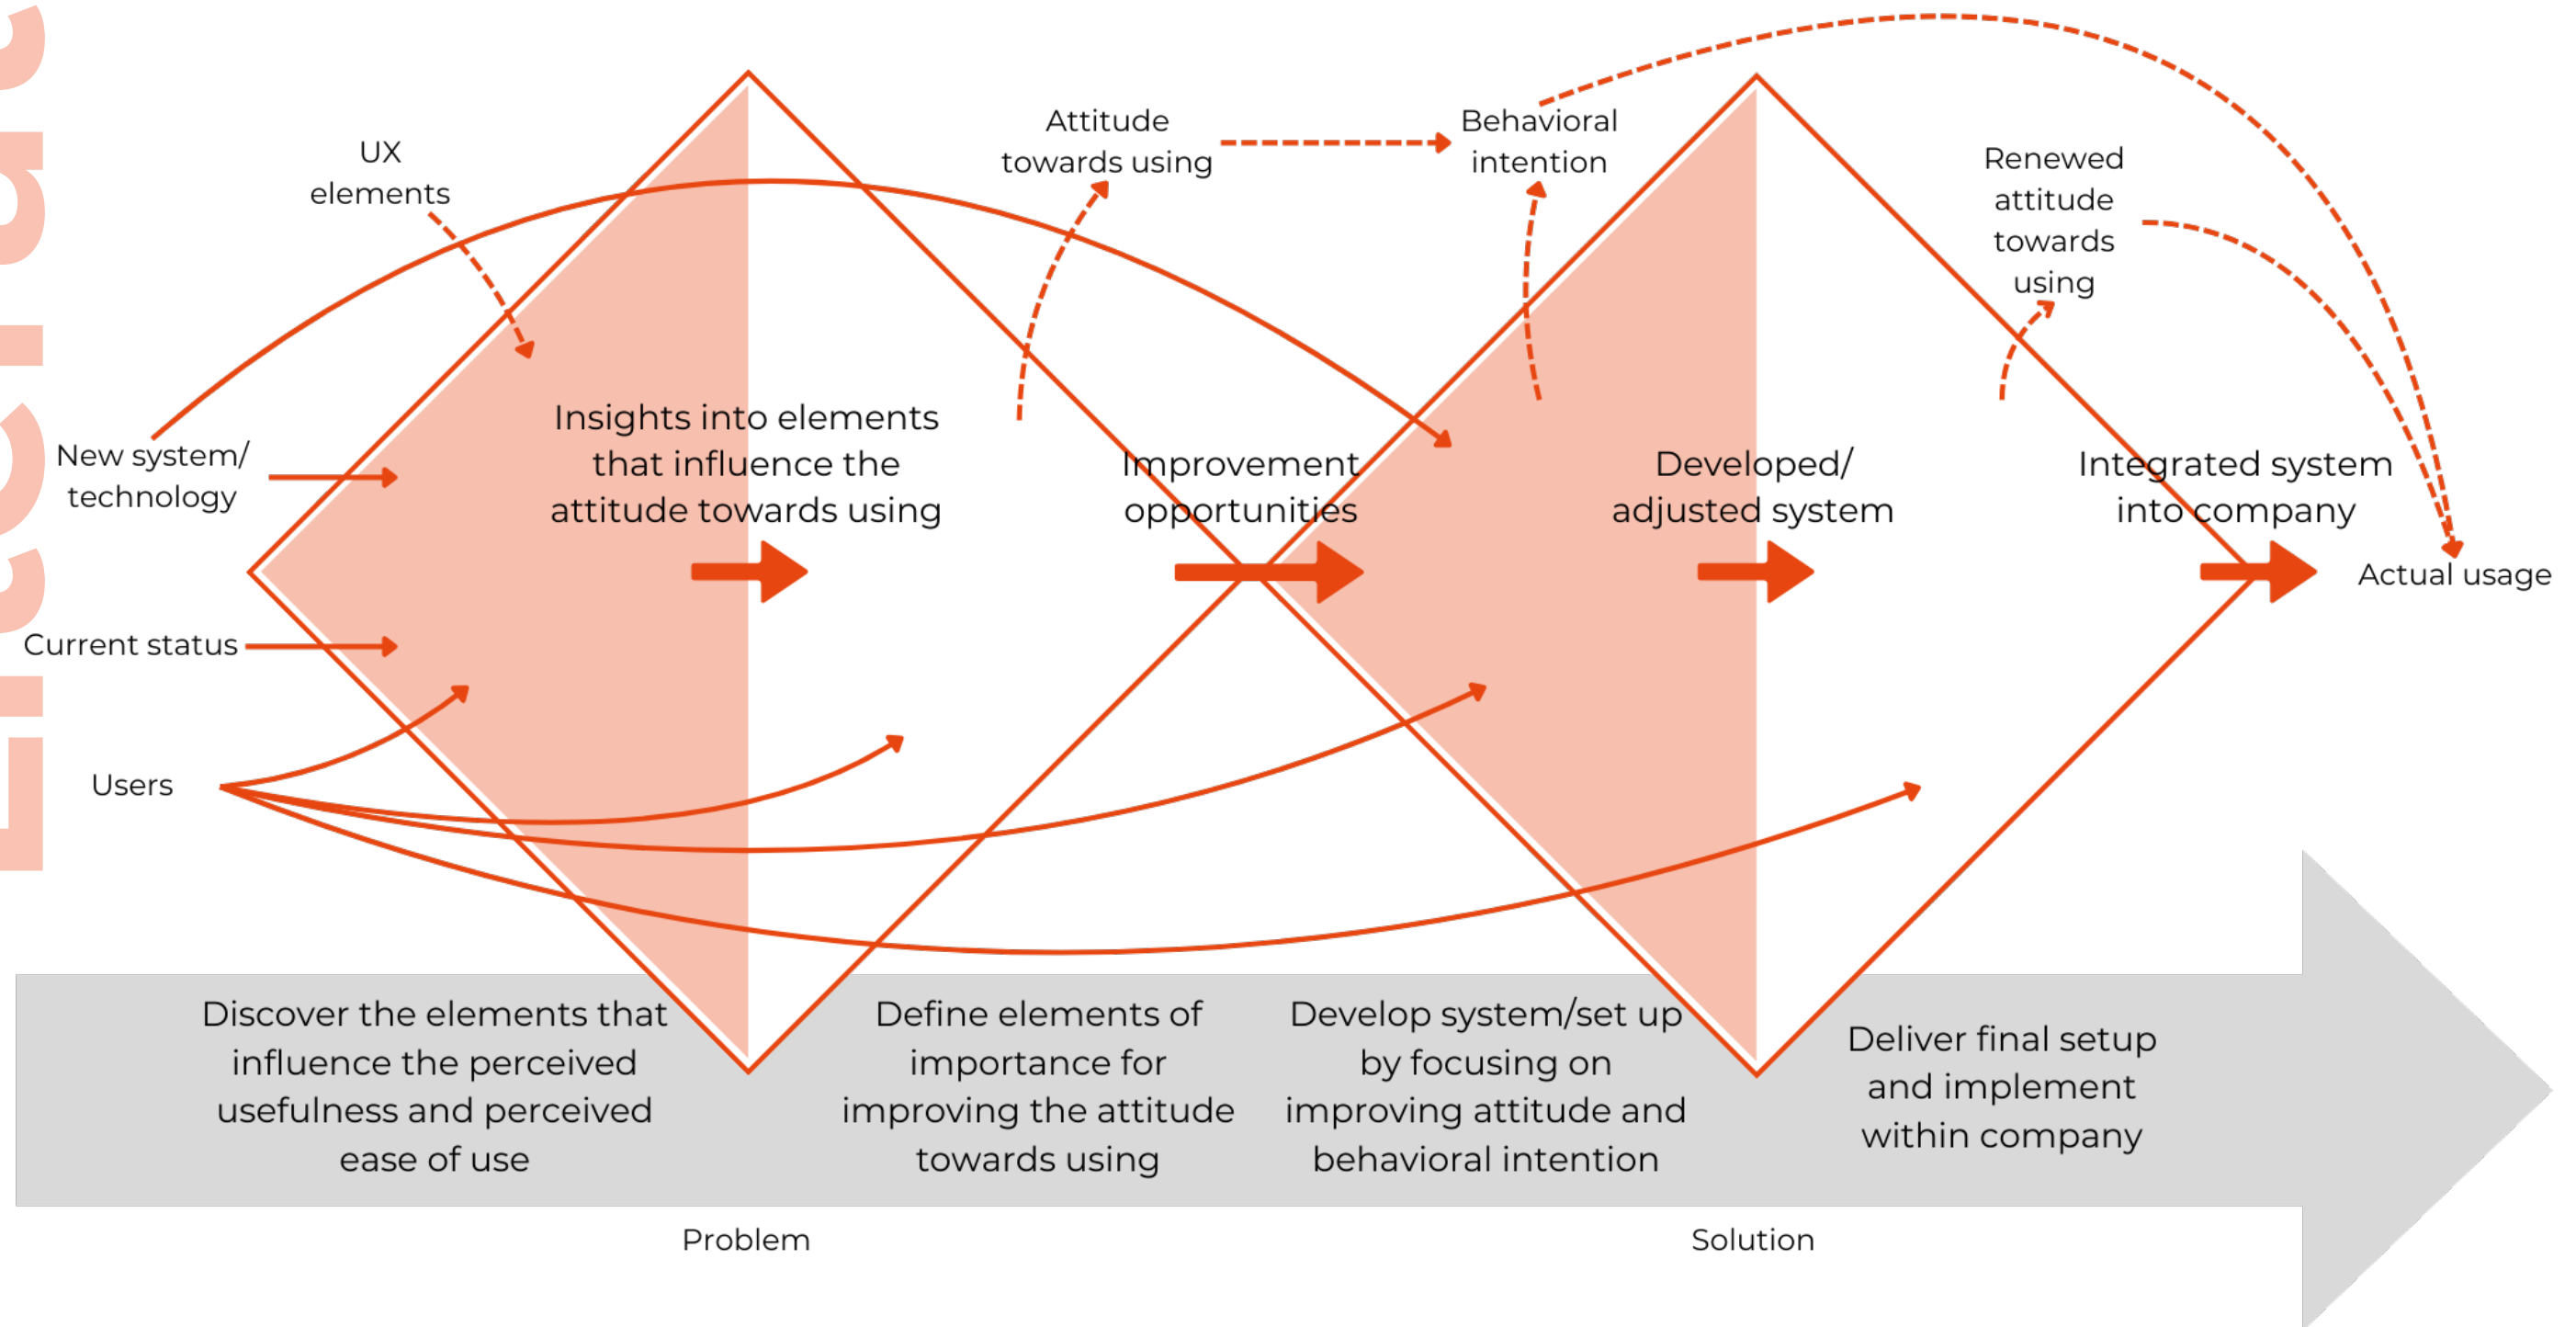 UX
elements
Attitude
towards using
Behavioral
intention
Renewed
attitude
towards
using
New system/
technology
Insights into elements
that influence the
attitude towards using
Improvement
opportunities
Developed/
adjusted system
Integrated system
into company
Actual usage
Current status
Users
Discover the elements that
influence the perceived
usefulness and perceived
ease of use
Define elements of
importance for
improving the attitude
towards using
Develop system/set up
by focusing on
improving attitude and
behavioral intention
Deliver final setup
and implement
within company
Problem
Solution